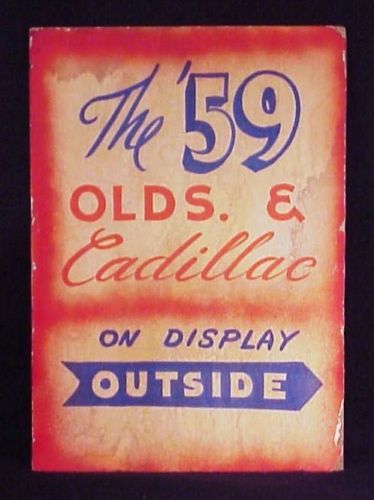 The '59
OLDS. &
Cadillac
ON DISPLAY
OUTSIDE